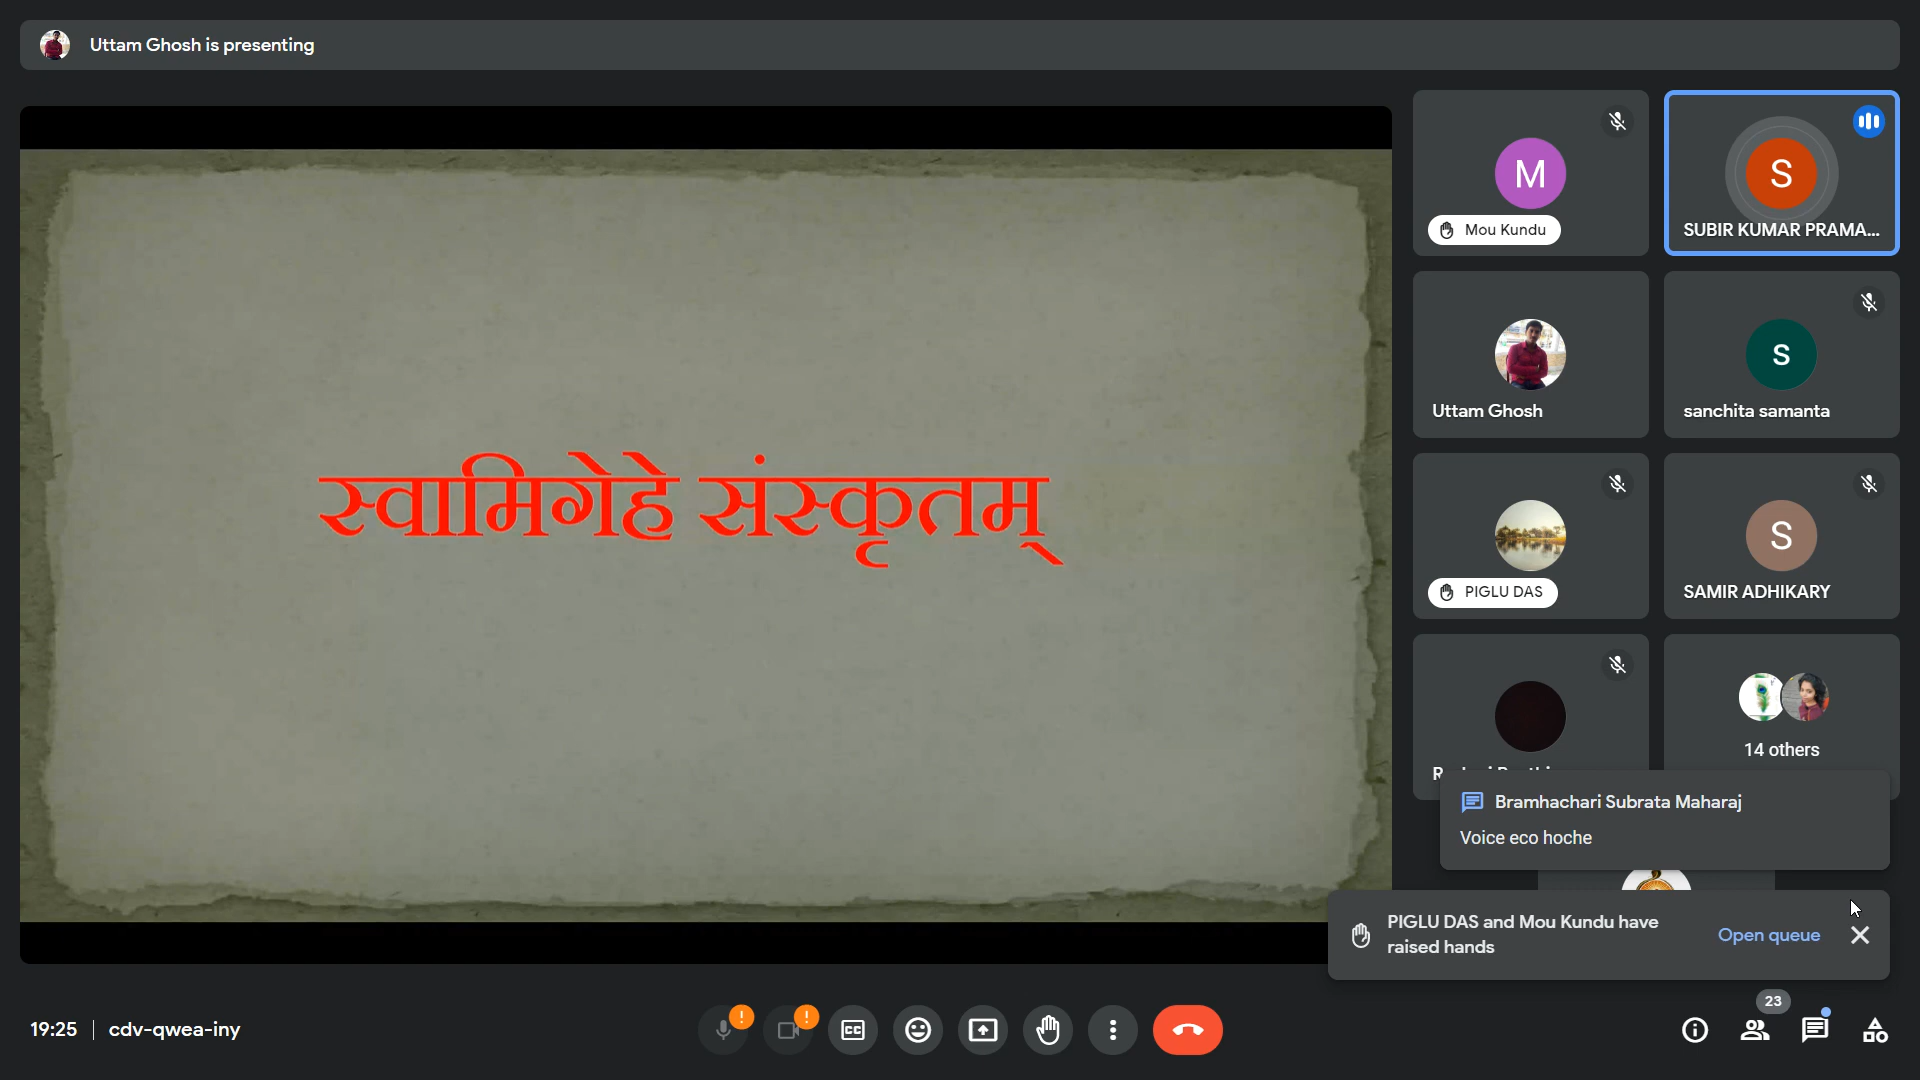 Uttam Ghosh is presenting
स्वामिगेहे संस्कृतम्
M
Mou Kundu
S
SUBIR KUMAR PRAMA...
Uttam Ghosh
S
sanchita samanta
PIGLU DAS
S
SAMIR ADHIKARY
14 others
Bramhachari Subrata Maharaj
Voice eco hoche
PIGLU DAS and Mou Kundu have
raised hands
Open queue
19:25 | cdv-qwea-iny
CC
23